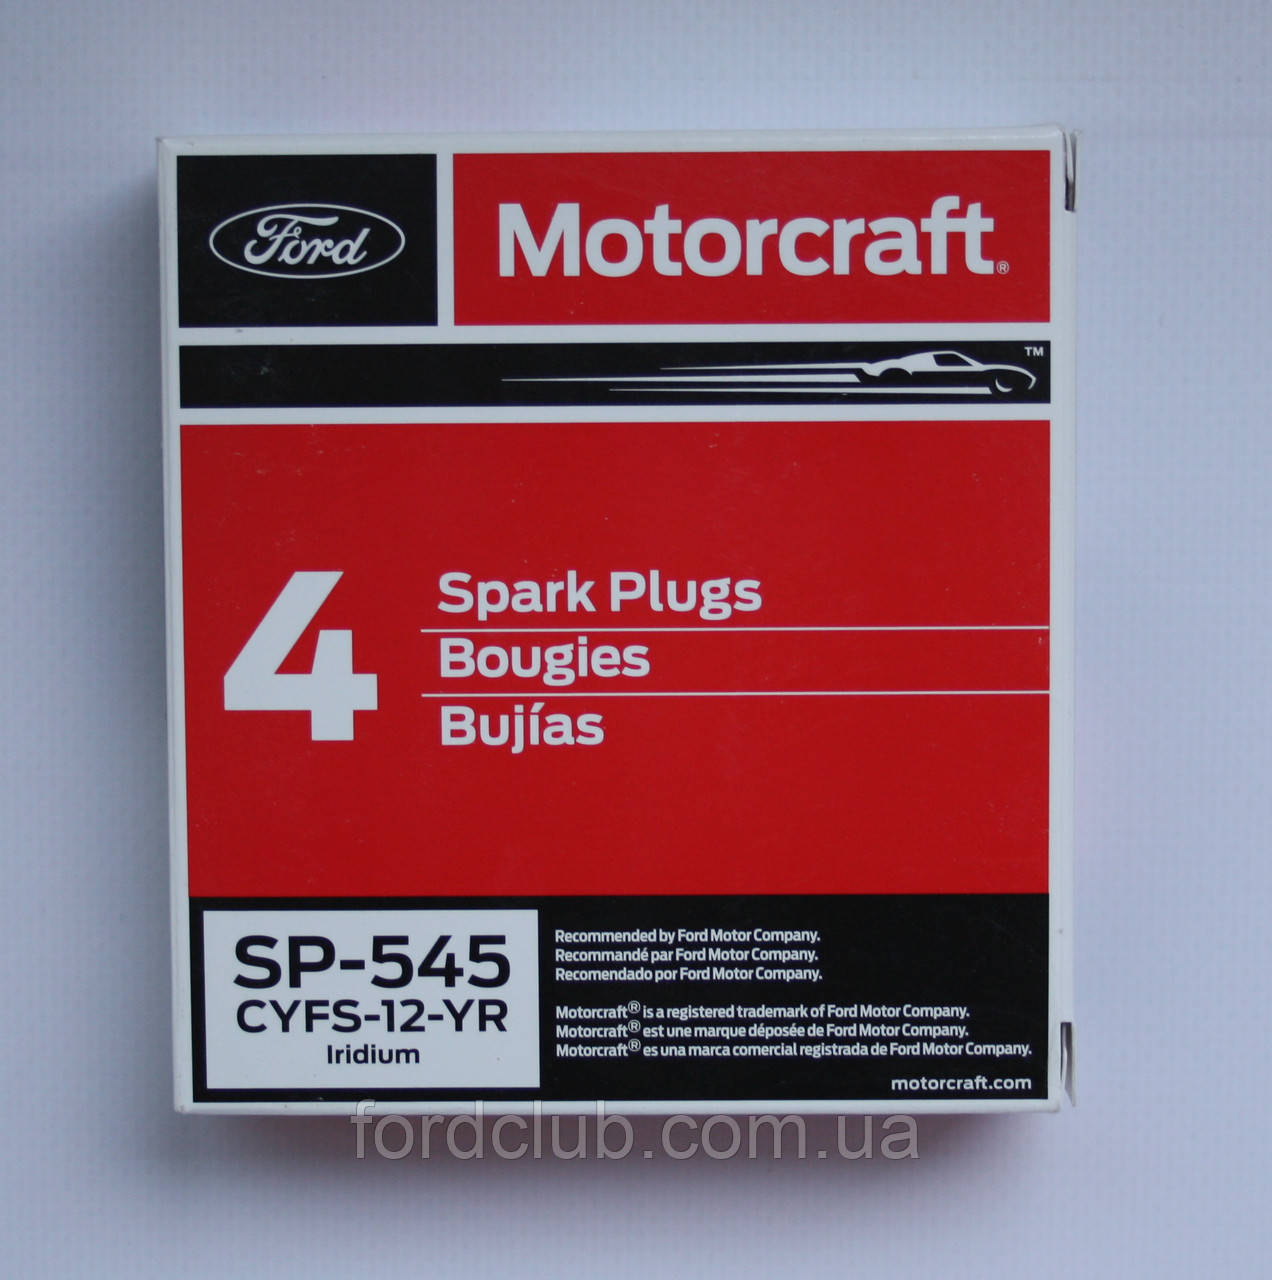 Ford
Motorcraft®
TM
4
Spark Plugs
Bougies
Bujías
SP-545
CYFS-12-YR
Iridium
Recommended by Ford Motor Company.
Recommandé par Ford Motor Company.
Recomendado por Ford Motor Company.
Motorcraft® is a registered trademark of Ford Motor Company.
Motorcraft® est une marque déposée de Ford Motor Company.
Motorcraft® es una marca comercial registrada de Ford Motor Company.
motorcraft.com
fordclub.com.ua